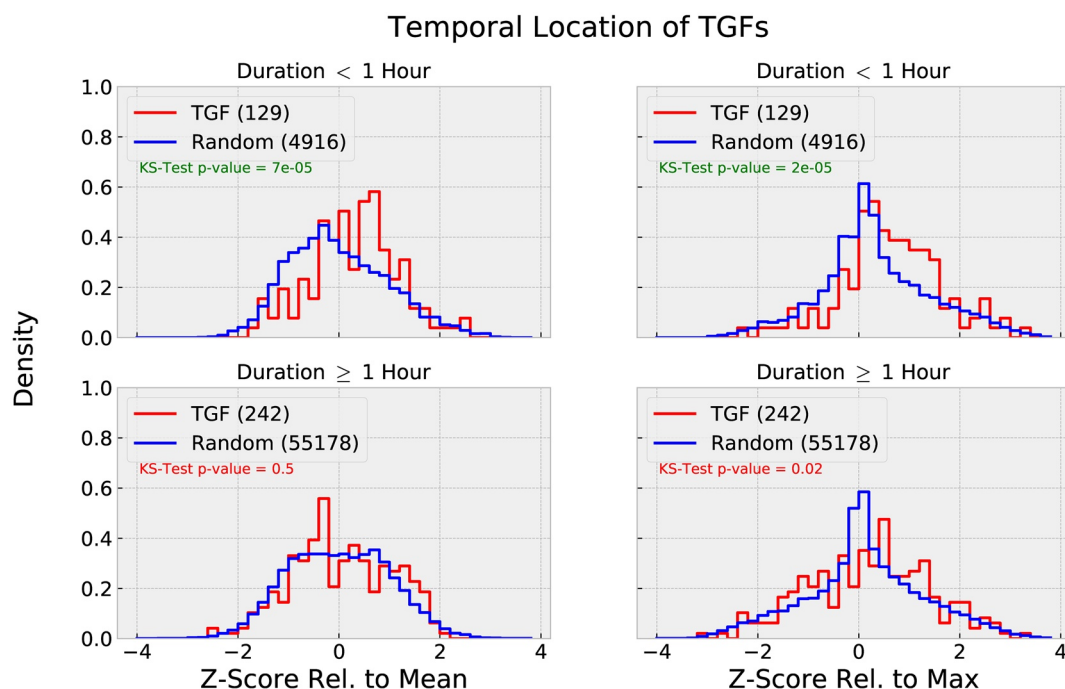 Temporal Location of TGFs
Duration < 1 Hour
1.0
0.8
0.6
0.4
0.2
0.0
TGF (129)
Random (4916)
KS-Test p-value = 7e-05
Duration < 1 Hour
TGF (129)
Random (4916)
KS-Test p-value = 2e-05
Density
Duration ≥ 1 Hour
1.0
0.8
0.6
0.4
0.2
0.0
TGF (242)
Random (55178)
KS-Test p-value = 0.5
−4 −2 0 2 4
Z-Score Rel. to Mean
Duration ≥ 1 Hour
TGF (242)
Random (55178)
KS-Test p-value = 0.02
−4 −2 0 2 4
Z-Score Rel. to Max